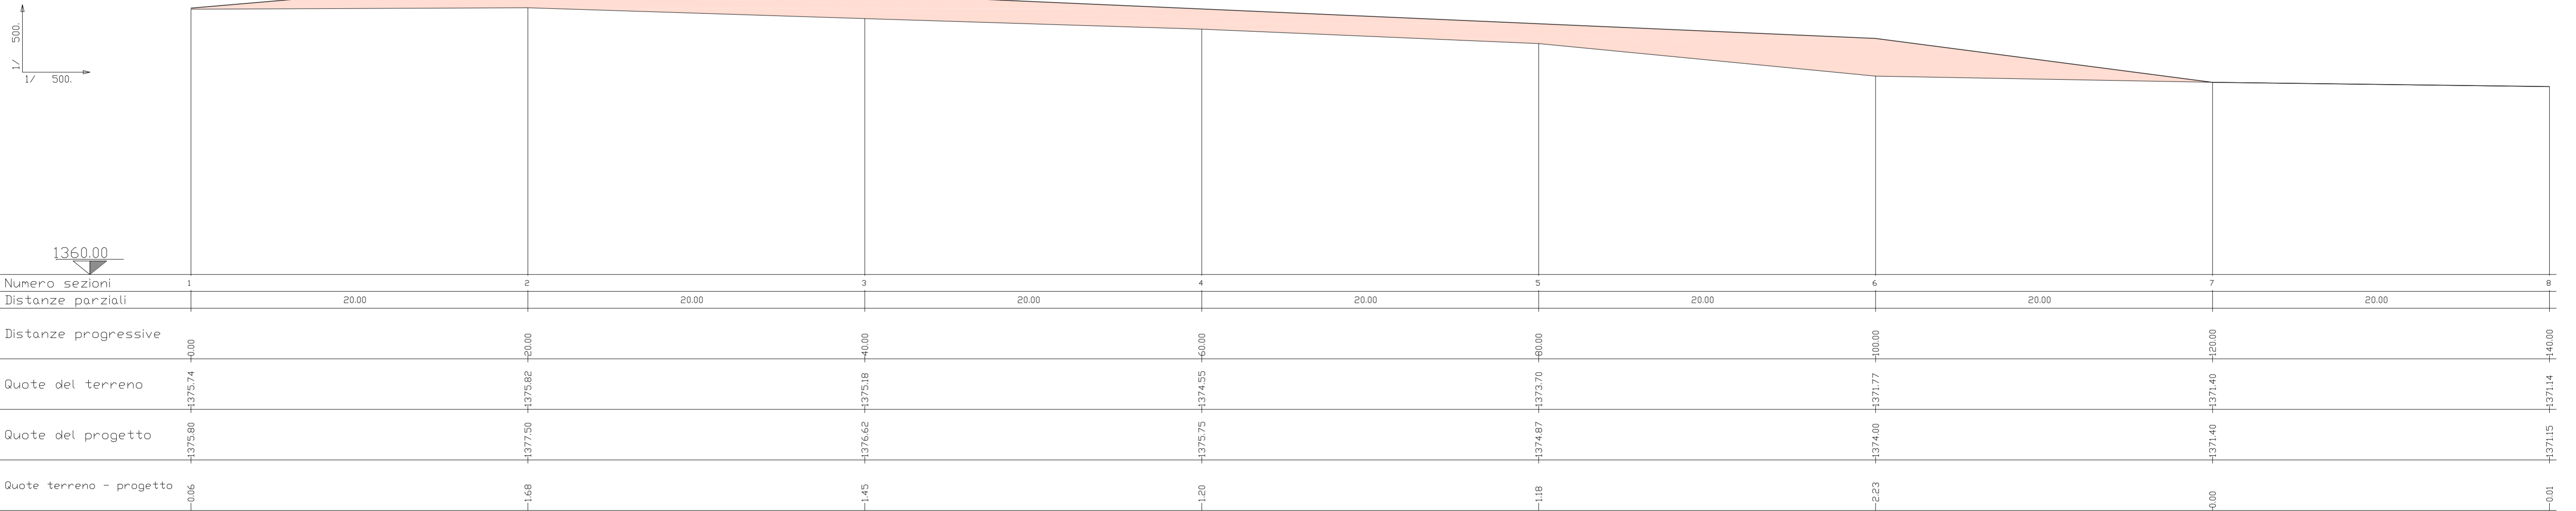 1/ 500.
1/ 500.
1360.00
Numero sezioni 1 2 3 4 5 6 7 8
Distanze parziali 20.00 20.00 20.00 20.00 20.00 20.00 20.00
Distanze progressive 0.00 20.00 40.00 60.00 80.00 100.00 120.00 140.00
Quote del terreno 1375.74 1375.82 1375.18 1374.55 1373.70 1371.77 1371.40 1371.14
Quote del progetto 1375.80 1377.50 1376.62 1375.75 1374.87 1374.00 1371.40 1371.15
Quote terreno - progetto -0.06 -1.68 -1.45 -1.20 -1.18 -2.23 0.00 -0.01